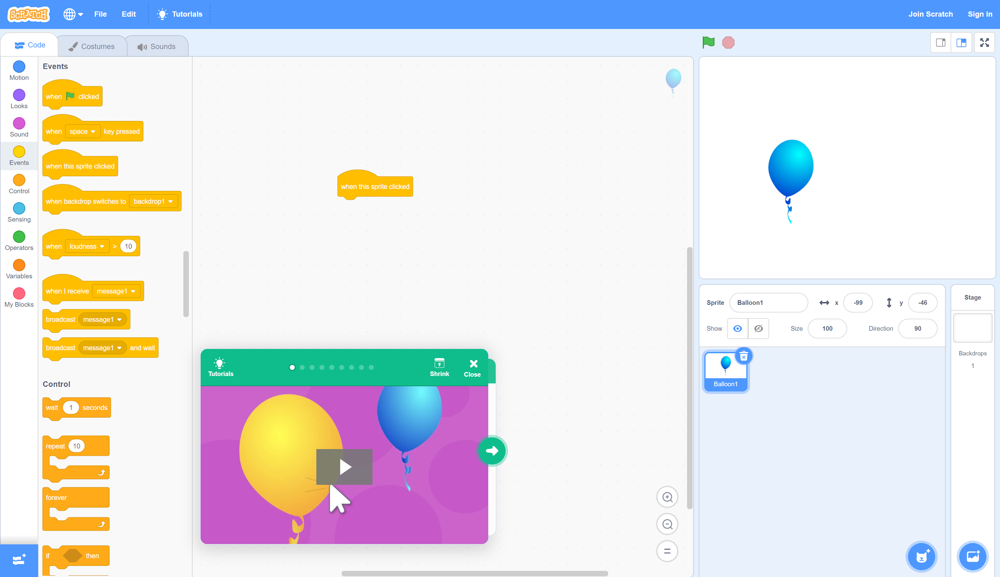 SCRATCH
File
Edit
Tutorials
Join Scratch
Sign in
Code
Costumes
Sounds
Motion
Looks
Sound
Events
Control
Sensing
Operators
Variables
My Blocks
Events
when clicked
when space key pressed
when this sprite clicked
when backdrop switches to backdrop1
when loudness > 10
when I receive message1
broadcast message1
broadcast message1 and wait
Control
wait 1 seconds
repeat 10
forever
if then
when this sprite clicked
Tutorials
Shrink
Close
Sprite Balloon1 x -99 y -46
Show Size 100 Direction 90
Balloon1
Stage
Backdrops
1